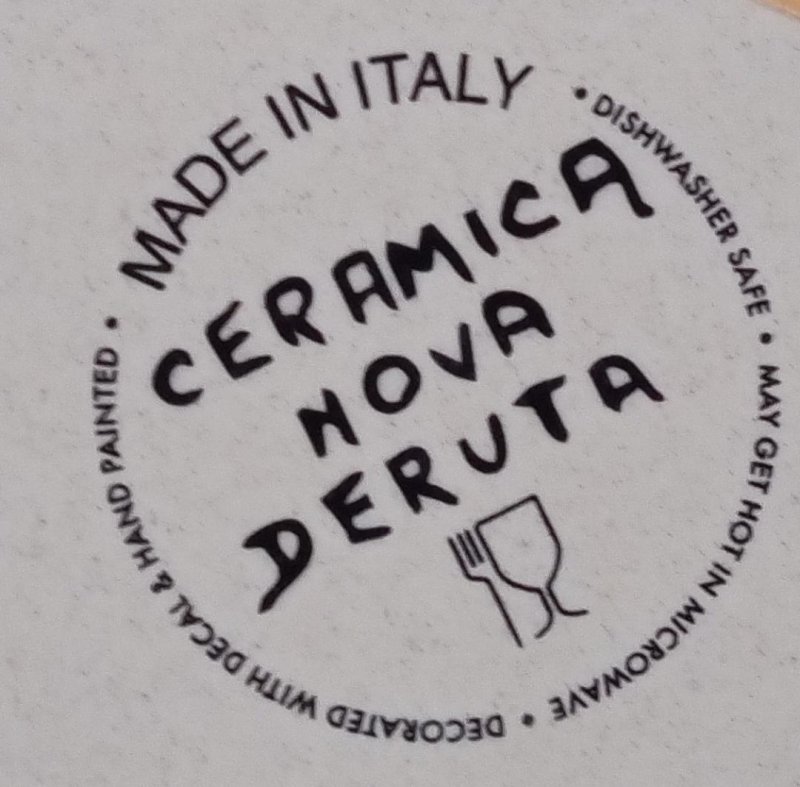 MADE IN ITALY
• DISHWASHER SAFE • MAY GET HOT IN MICROWAVE • DECORATED WITH DECAL & HAND PAINTED •
CERAMICA
NOVA
DERUTA